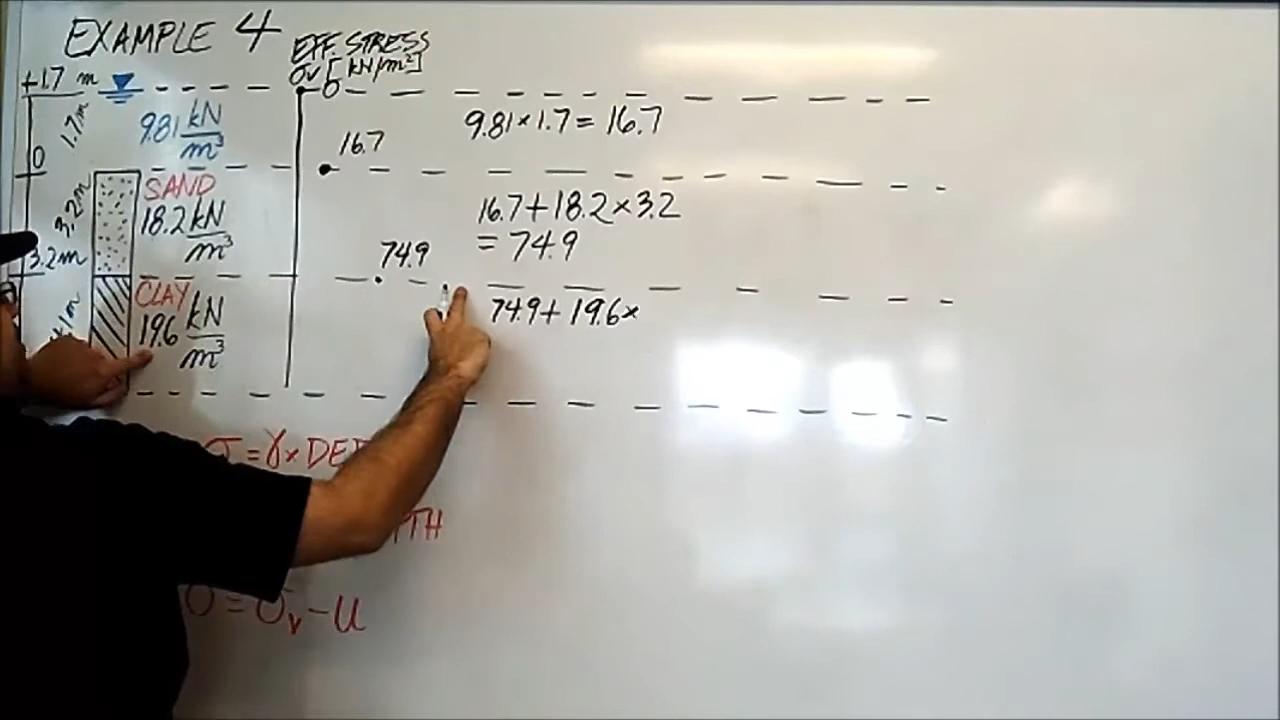 EXAMPLE 4
EFF. STRESS
σv [kN/m²]
+1.7 m
0
1.7m
9.81 kN/m³
9.81×1.7= 16.7
16.7
0
3.2m
SAND
18.2 kN/m³
16.7+18.2×3.2
= 74.9
3.2m
74.9
CLAY
19.6 kN/m³
74.9+ 19.6×
σ=γ×DEP
PTH
= σv-u